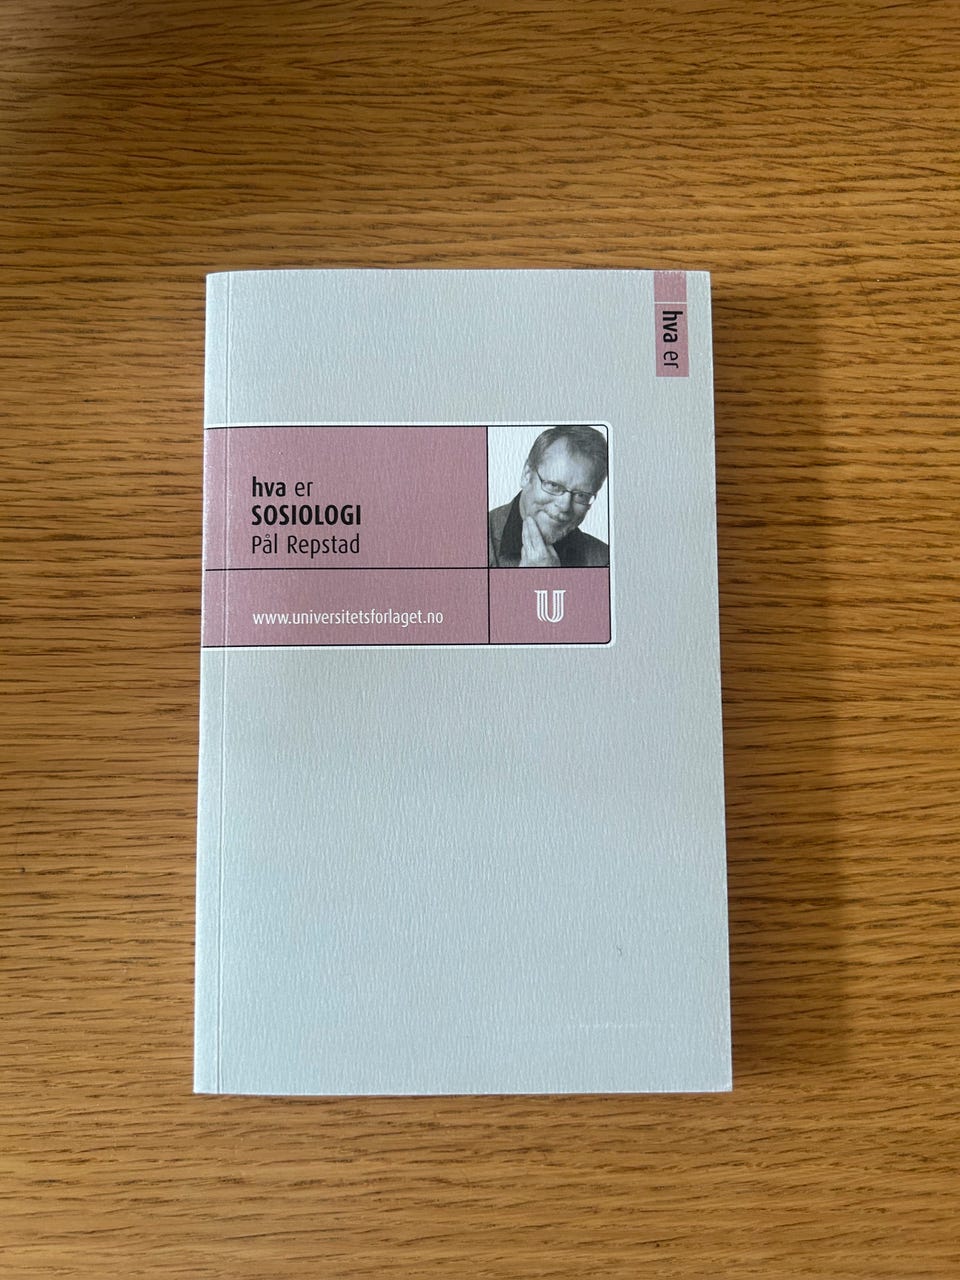 hva er
hva er
SOSIOLOGI
Pål Repstad
www.universitetsforlaget.no
U